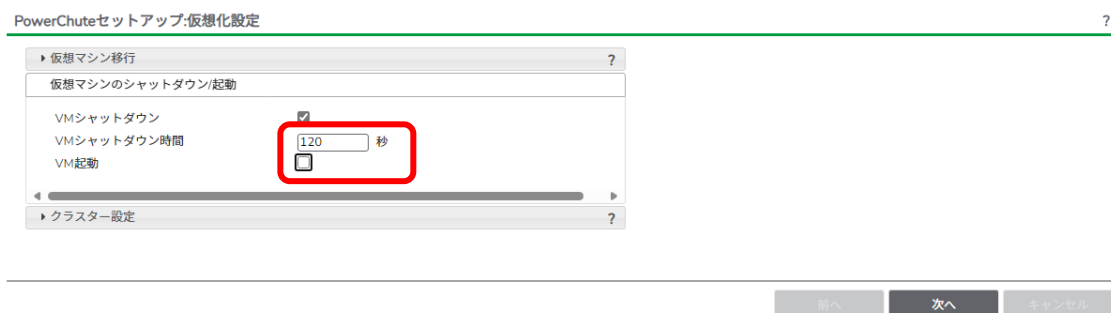 PowerChuteセットアップ:仮想化設定 ?
仮想マシン移行 ?
仮想マシンのシャットダウン/起動
VMシャットダウン
VMシャットダウン時間 120 秒
VM起動
クラスター設定 ?
前へ 次へ キャンセル